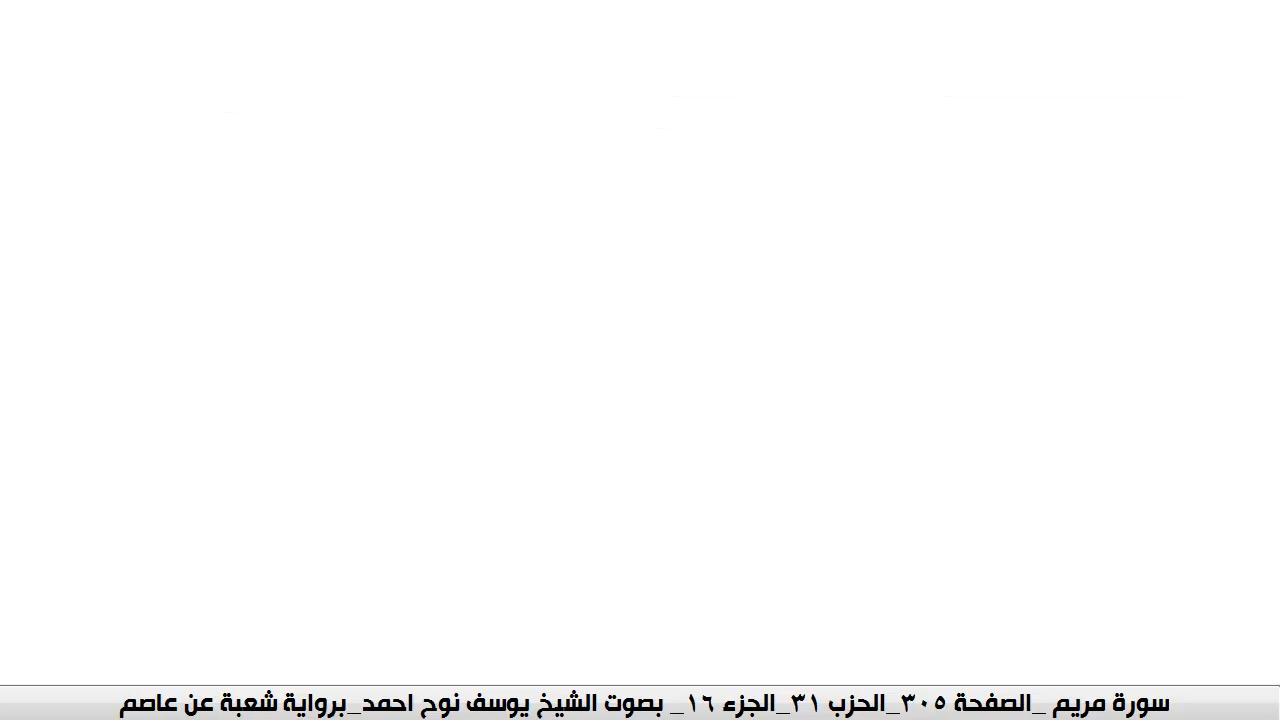 سورة مريم _الصفحة ٣٠٥_الحزب ٣١_الجزء ١٦_ بصوت الشيخ يوسف نوح احمد_برواية شعبة عن عاصم